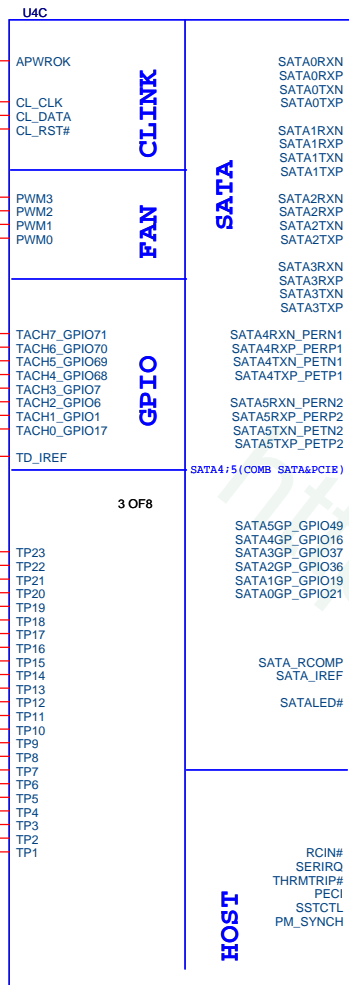 U4C
APWROK
CL_CLK
CL_DATA
CL_RST#
CLINK
PWM3
PWM2
PWM1
PWM0
FAN
TACH7_GPIO71
TACH6_GPIO70
TACH5_GPIO69
TACH4_GPIO68
TACH3_GPIO7
TACH2_GPIO6
TACH1_GPIO1
TACH0_GPIO17
GPIO
TD_IREF
3 OF8
TP23
TP22
TP21
TP20
TP19
TP18
TP17
TP16
TP15
TP14
TP13
TP12
TP11
TP10
TP9
TP8
TP7
TP6
TP5
TP4
TP3
TP2
TP1
SATA
SATA0RXN
SATA0RXP
SATA0TXN
SATA0TXP
SATA1RXN
SATA1RXP
SATA1TXN
SATA1TXP
SATA2RXN
SATA2RXP
SATA2TXN
SATA2TXP
SATA3RXN
SATA3RXP
SATA3TXN
SATA3TXP
SATA4RXN_PERN1
SATA4RXP_PERP1
SATA4TXN_PETN1
SATA4TXP_PETP1
SATA5RXN_PERN2
SATA5RXP_PERP2
SATA5TXN_PETN2
SATA5TXP_PETP2
SATA4;5(COMB SATA&PCIE)
SATA5GP_GPIO49
SATA4GP_GPIO16
SATA3GP_GPIO37
SATA2GP_GPIO36
SATA1GP_GPIO19
SATA0GP_GPIO21
SATA_RCOMP
SATA_IREF
SATALED#
HOST
RCIN#
SERIRQ
THRMTRIP#
PECI
SSTCTL
PM_SYNCH